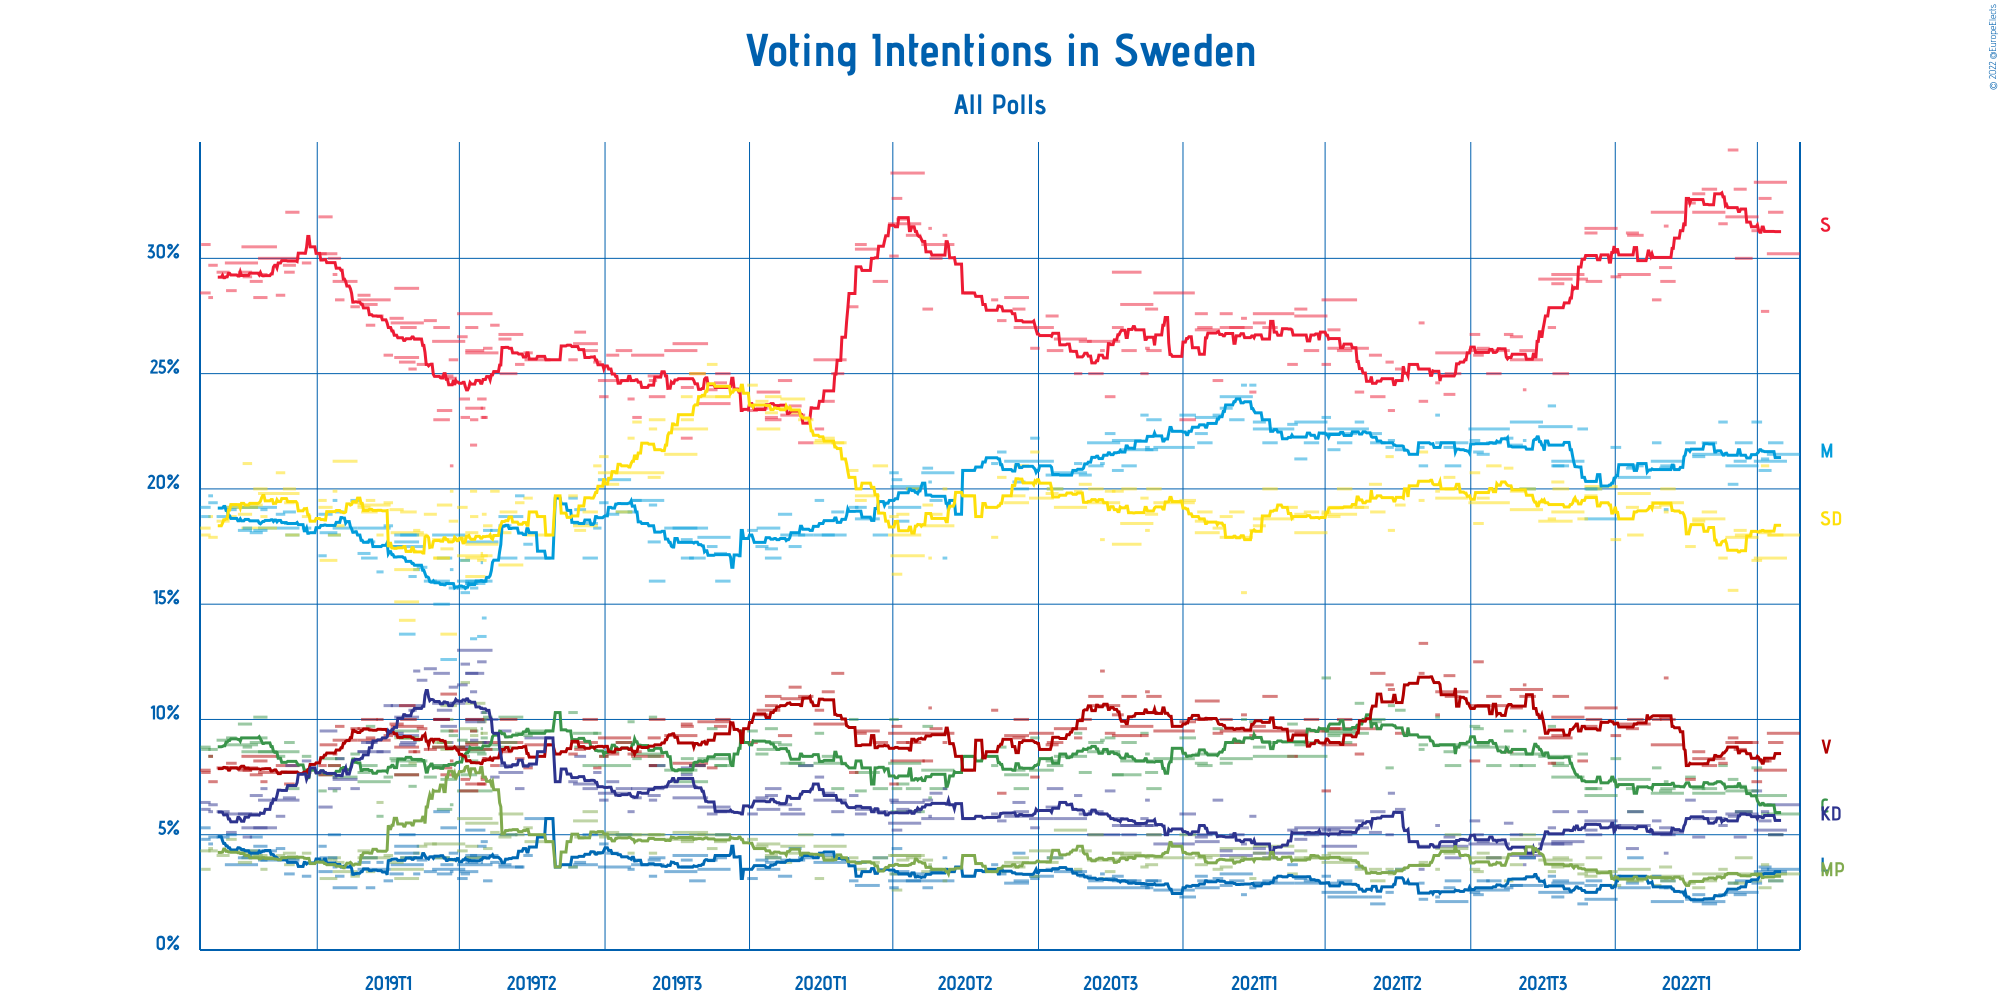 Voting Intentions in Sweden
All Polls
© 2022 @EuropeElects
30%
25%
20%
15%
10%
5%
0%
S
M
SD
V
C
KD
L
MP
2019T1
2019T2
2019T3
2020T1
2020T2
2020T3
2021T1
2021T2
2021T3
2022T1